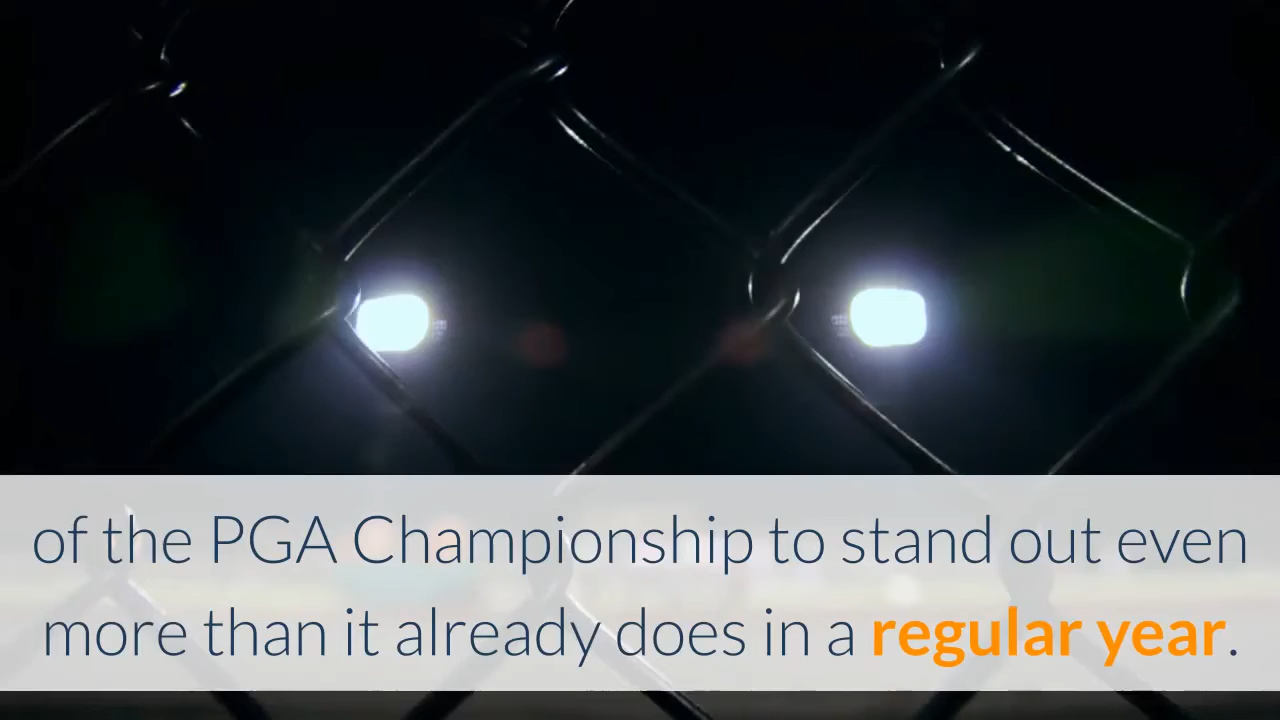 of the PGA Championship to stand out even
more than it already does in a regular year.